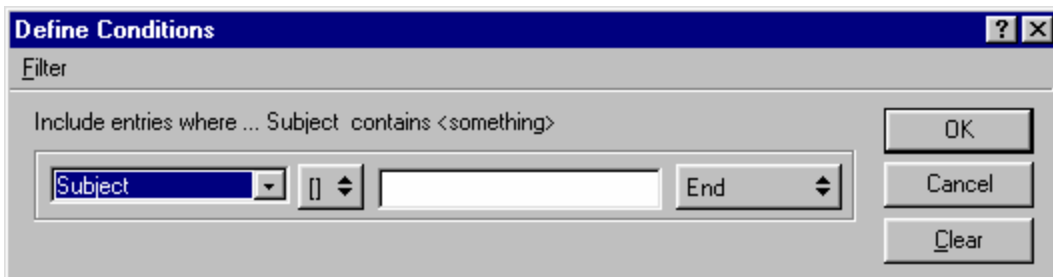 Define Conditions
Filter
Include entries where ... Subject contains <something>
OK
Subject [] End
Cancel
Clear